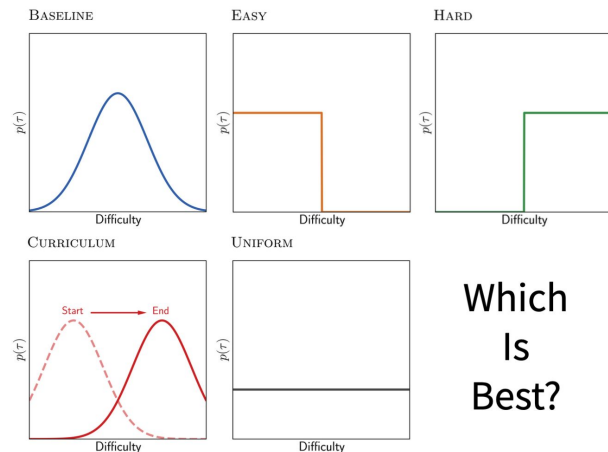 BASELINE
p(τ)
Difficulty
EASY
p(τ)
Difficulty
HARD
p(τ)
Difficulty
CURRICULUM
Start
End
p(τ)
Difficulty
UNIFORM
p(τ)
Difficulty
Which
Is
Best?